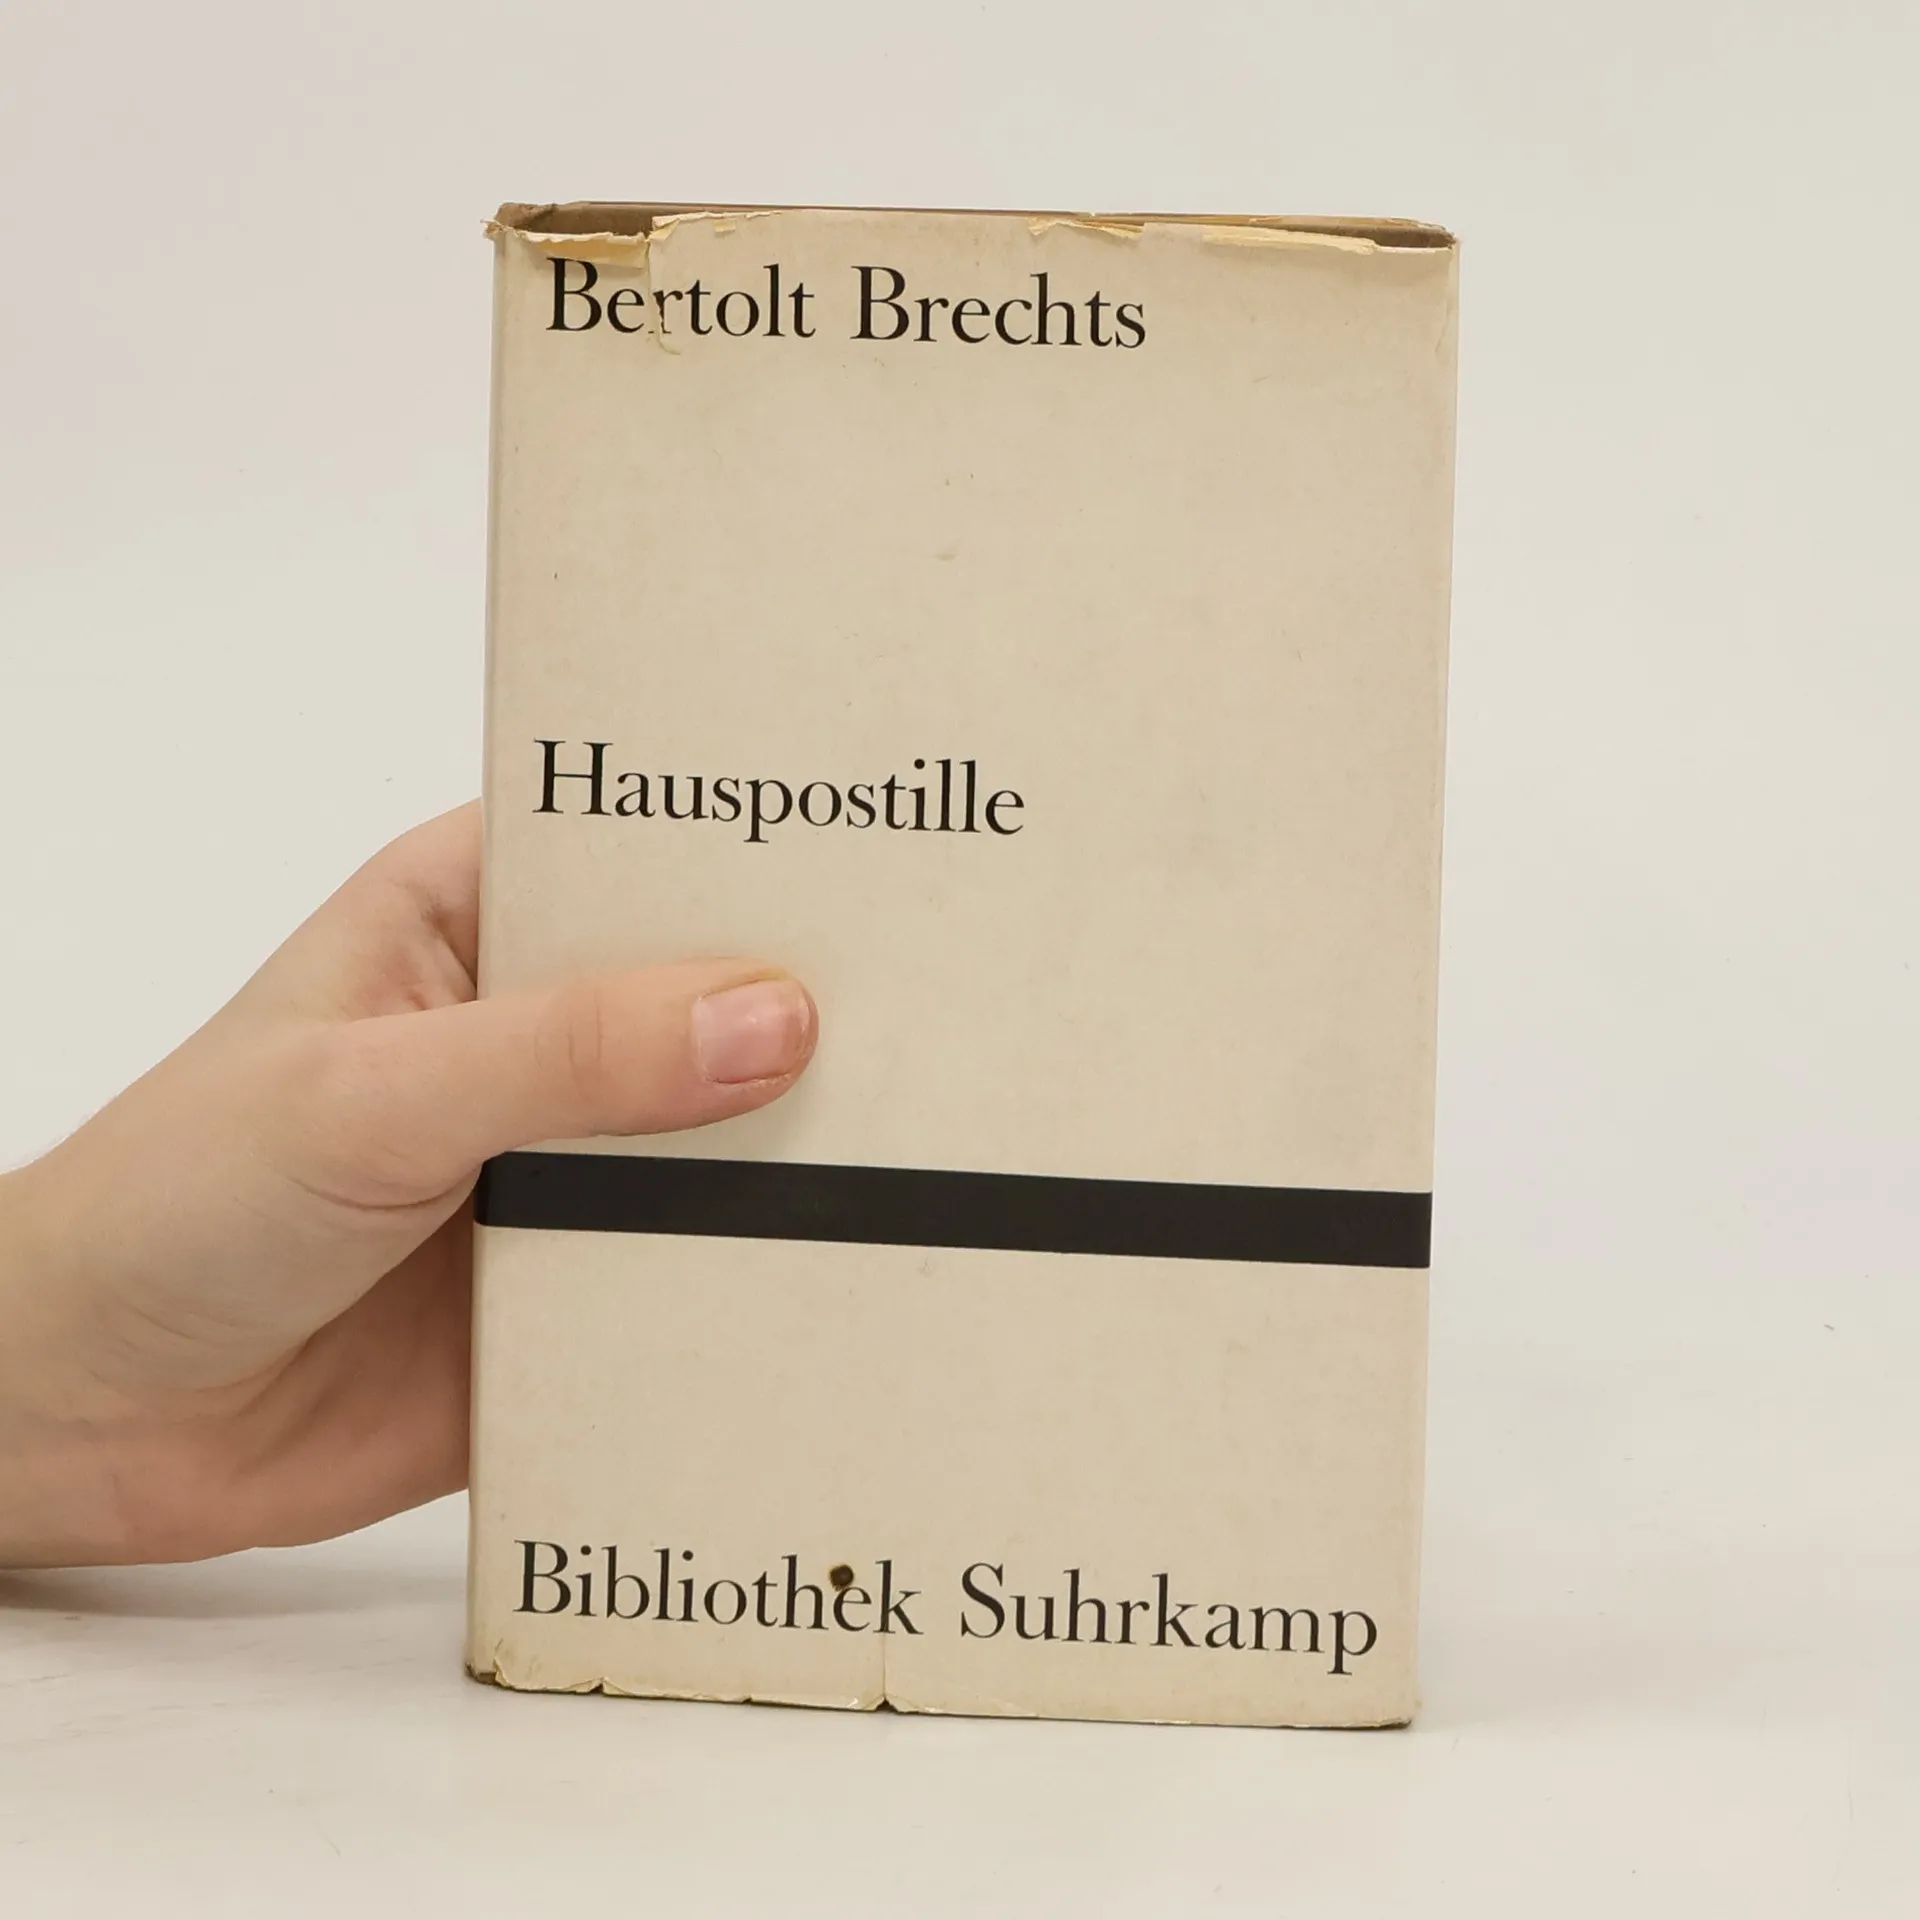 Bertolt Brechts
Hauspostille
Bibliothek Suhrkamp